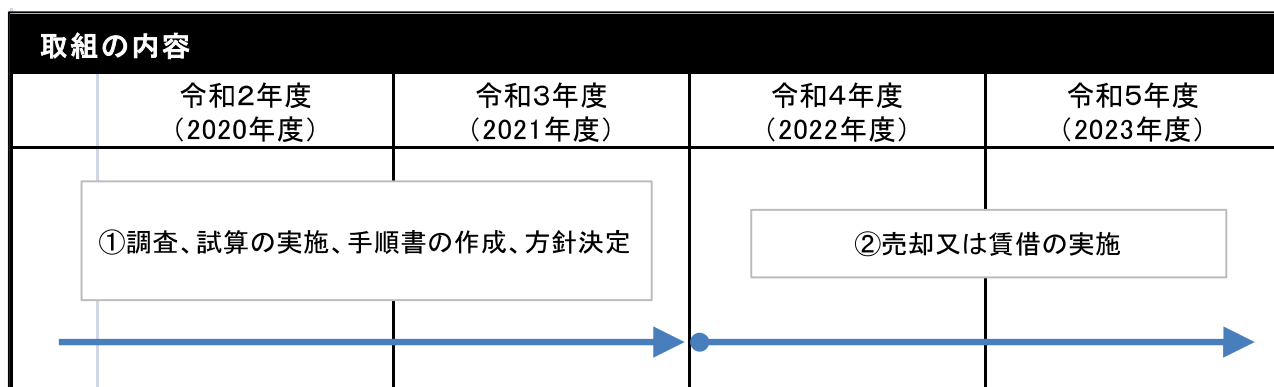 取組の内容
令和2年度
（2020年度）
令和3年度
（2021年度）
令和4年度
（2022年度）
令和5年度
（2023年度）
①調査、試算の実施、手順書の作成、方針決定
②売却又は賃借の実施